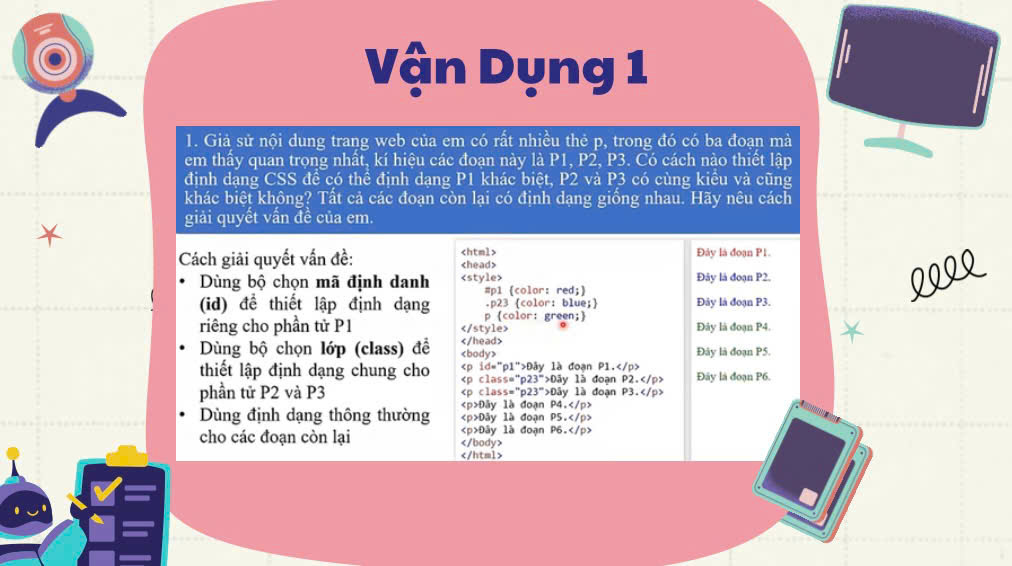 Vận Dụng 1
1. Giả sử nội dung trang web của em có rất nhiều thẻ p, trong đó có ba đoạn mà
em thấy quan trọng nhất, kí hiệu các đoạn này là P1, P2, P3. Có cách nào thiết lập
định dạng CSS để có thể định dạng P1 khác biệt, P2 và P3 có cùng kiểu và cũng
khác biệt không? Tất cả các đoạn còn lại có định dạng giống nhau. Hãy nêu cách
giải quyết vấn đề của em.
Cách giải quyết vấn đề:
• Dùng bộ chọn mã định danh
(id) để thiết lập định dạng
riêng cho phần tử P1
• Dùng bộ chọn lớp (class) để
thiết lập định dạng chung cho
phần tử P2 và P3
• Dùng định dạng thông thường
cho các đoạn còn lại
<html>
<head>
<style>
#p1 {color: red;}
.p23 {color: blue;}
p {color: green;}
</style>
</head>
<body>
<p id="p1">Đây là đoạn P1.</p>
<p class="p23">Đây là đoạn P2.</p>
<p class="p23">Đây là đoạn P3.</p>
<p>Đây là đoạn P4.</p>
<p>Đây là đoạn P5.</p>
<p>Đây là đoạn P6.</p>
</body>
</html>
Đây là đoạn P1.
Đây là đoạn P2.
Đây là đoạn P3.
Đây là đoạn P4.
Đây là đoạn P5.
Đây là đoạn P6.